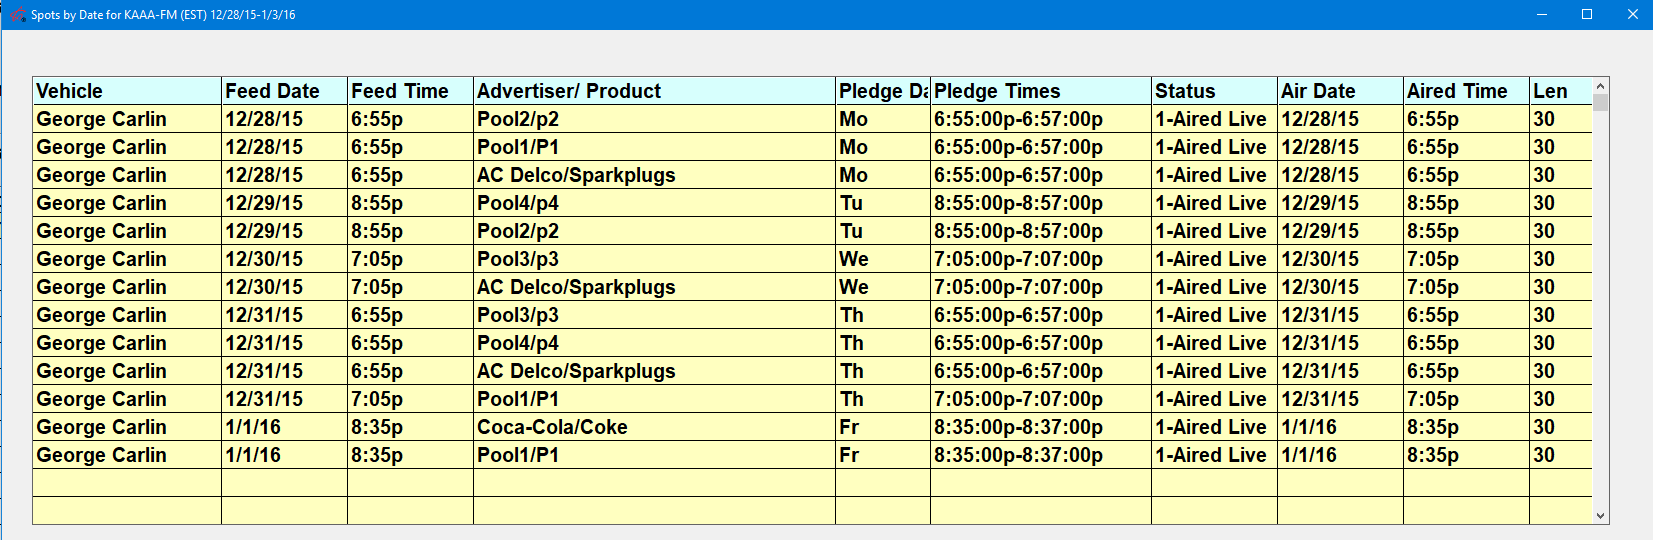 Spots by Date for KAAA-FM (EST) 12/28/15-1/3/16
Vehicle Feed Date Feed Time Advertiser/ Product Pledge Da Pledge Times Status Air Date Aired Time Len
George Carlin 12/28/15 6:55p Pool2/p2 Mo 6:55:00p-6:57:00p 1-Aired Live 12/28/15 6:55p 30
George Carlin 12/28/15 6:55p Pool1/P1 Mo 6:55:00p-6:57:00p 1-Aired Live 12/28/15 6:55p 30
George Carlin 12/28/15 6:55p AC Delco/Sparkplugs Mo 6:55:00p-6:57:00p 1-Aired Live 12/28/15 6:55p 30
George Carlin 12/29/15 8:55p Pool4/p4 Tu 8:55:00p-8:57:00p 1-Aired Live 12/29/15 8:55p 30
George Carlin 12/29/15 8:55p Pool2/p2 Tu 8:55:00p-8:57:00p 1-Aired Live 12/29/15 8:55p 30
George Carlin 12/30/15 7:05p Pool3/p3 We 7:05:00p-7:07:00p 1-Aired Live 12/30/15 7:05p 30
George Carlin 12/30/15 7:05p AC Delco/Sparkplugs We 7:05:00p-7:07:00p 1-Aired Live 12/30/15 7:05p 30
George Carlin 12/31/15 6:55p Pool3/p3 Th 6:55:00p-6:57:00p 1-Aired Live 12/31/15 6:55p 30
George Carlin 12/31/15 6:55p Pool4/p4 Th 6:55:00p-6:57:00p 1-Aired Live 12/31/15 6:55p 30
George Carlin 12/31/15 6:55p AC Delco/Sparkplugs Th 6:55:00p-6:57:00p 1-Aired Live 12/31/15 6:55p 30
George Carlin 12/31/15 7:05p Pool1/P1 Th 7:05:00p-7:07:00p 1-Aired Live 12/31/15 7:05p 30
George Carlin 1/1/16 8:35p Coca-Cola/Coke Fr 8:35:00p-8:37:00p 1-Aired Live 1/1/16 8:35p 30
George Carlin 1/1/16 8:35p Pool1/P1 Fr 8:35:00p-8:37:00p 1-Aired Live 1/1/16 8:35p 30